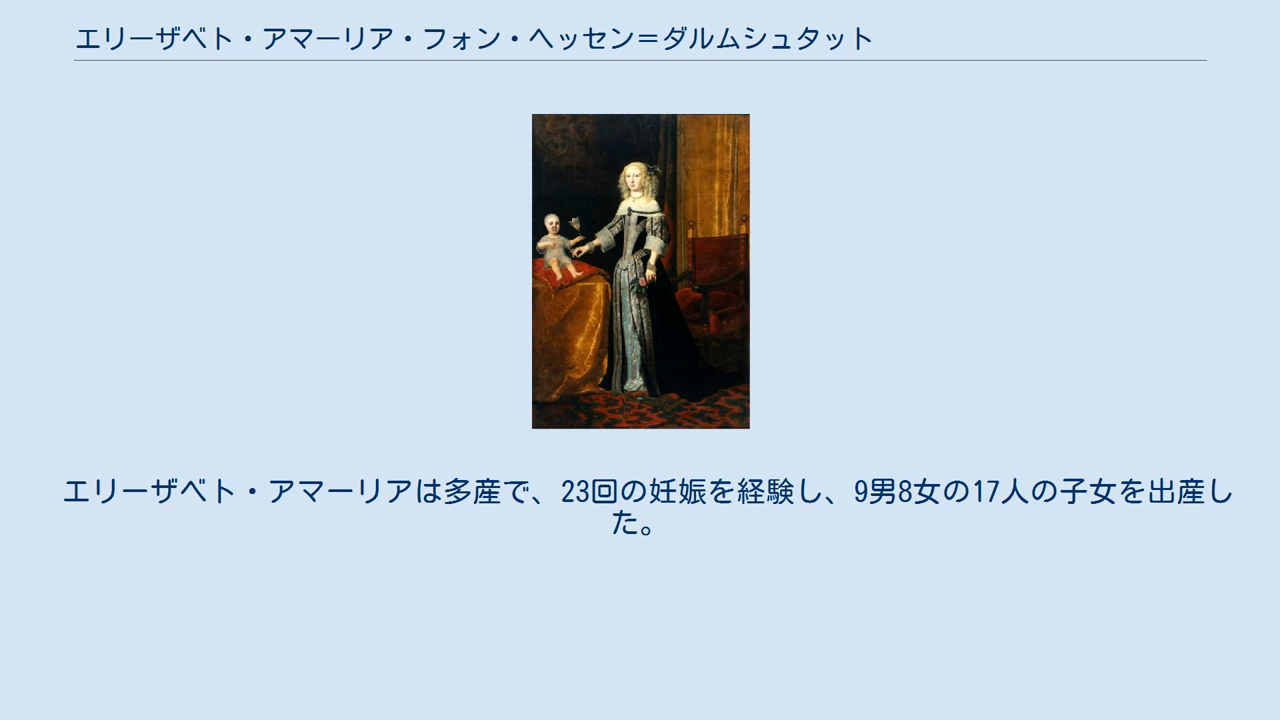 エリーザベト・アマーリア・フォン・ヘッセン＝ダルムシュタット
エリーザベト・アマーリアは多産で、23回の妊娠を経験し、9男8女の17人の子女を出産し
た。